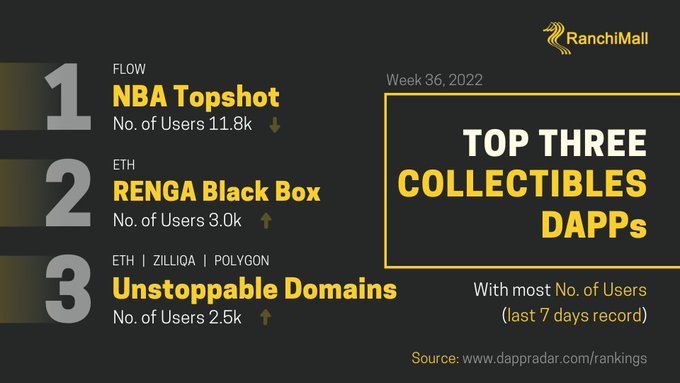 RanchiMall
Week 36, 2022
TOP THREE
COLLECTIBLES
DAPPs
With most No. of Users
(last 7 days record)
1
FLOW
NBA Topshot
No. of Users 11.8k
2
ETH
RENGA Black Box
No. of Users 3.0k
3
ETH | ZILLIQA | POLYGON
Unstoppable Domains
No. of Users 2.5k
Source: www.dappradar.com/rankings